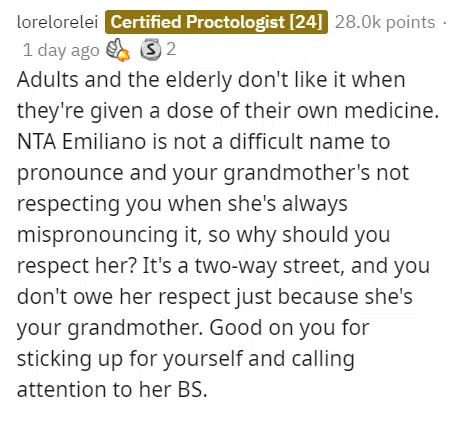 lorelorelei Certified Proctologist [24] 28.0k points ·
1 day ago S 2
Adults and the elderly don't like it when
they're given a dose of their own medicine.
NTA Emiliano is not a difficult name to
pronounce and your grandmother's not
respecting you when she's always
mispronouncing it, so why should you
respect her? It's a two-way street, and you
don't owe her respect just because she's
your grandmother. Good on you for
sticking up for yourself and calling
attention to her BS.